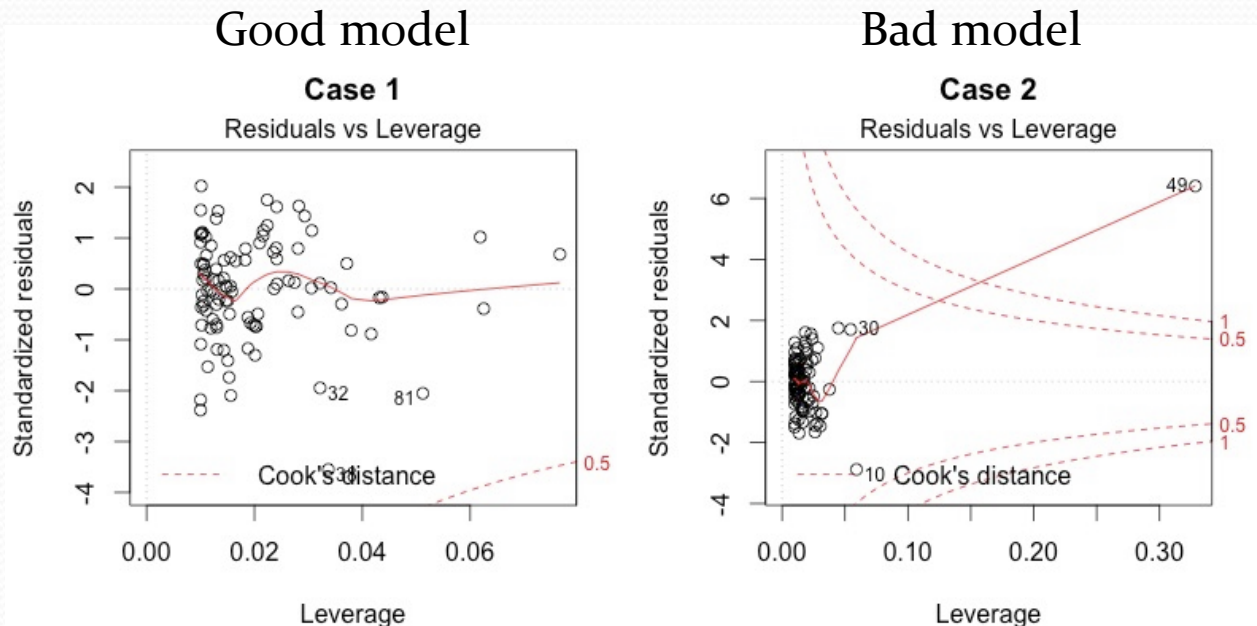 Good model
Case 1
Residuals vs Leverage
Standardized residuals
2
1
0
-1
-2
-3
-4
32
81
38
0.5
Cook's distance
0.00 0.02 0.04 0.06
Leverage
Bad model
Case 2
Residuals vs Leverage
Standardized residuals
6
4
2
0
-2
-4
49
30
10
1
0.5
0.5
1
Cook's distance
0.00 0.10 0.20 0.30
Leverage